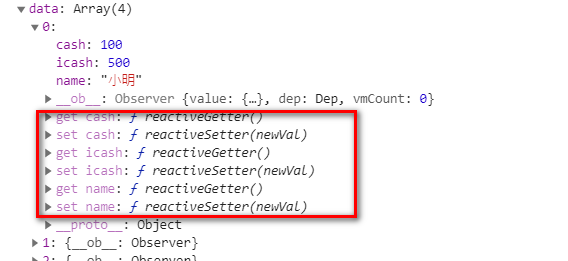 data: Array(4)
0:
cash: 100
icash: 500
name: "小明"
__ob__: Observer {value: {…}, dep: Dep, vmCount: 0}
get cash: ƒ reactiveGetter()
set cash: ƒ reactiveSetter(newVal)
get icash: ƒ reactiveGetter()
set icash: ƒ reactiveSetter(newVal)
get name: ƒ reactiveGetter()
set name: ƒ reactiveSetter(newVal)
__proto__: Object
1: {__ob__: Observer}
2: {__ob__: Observer}